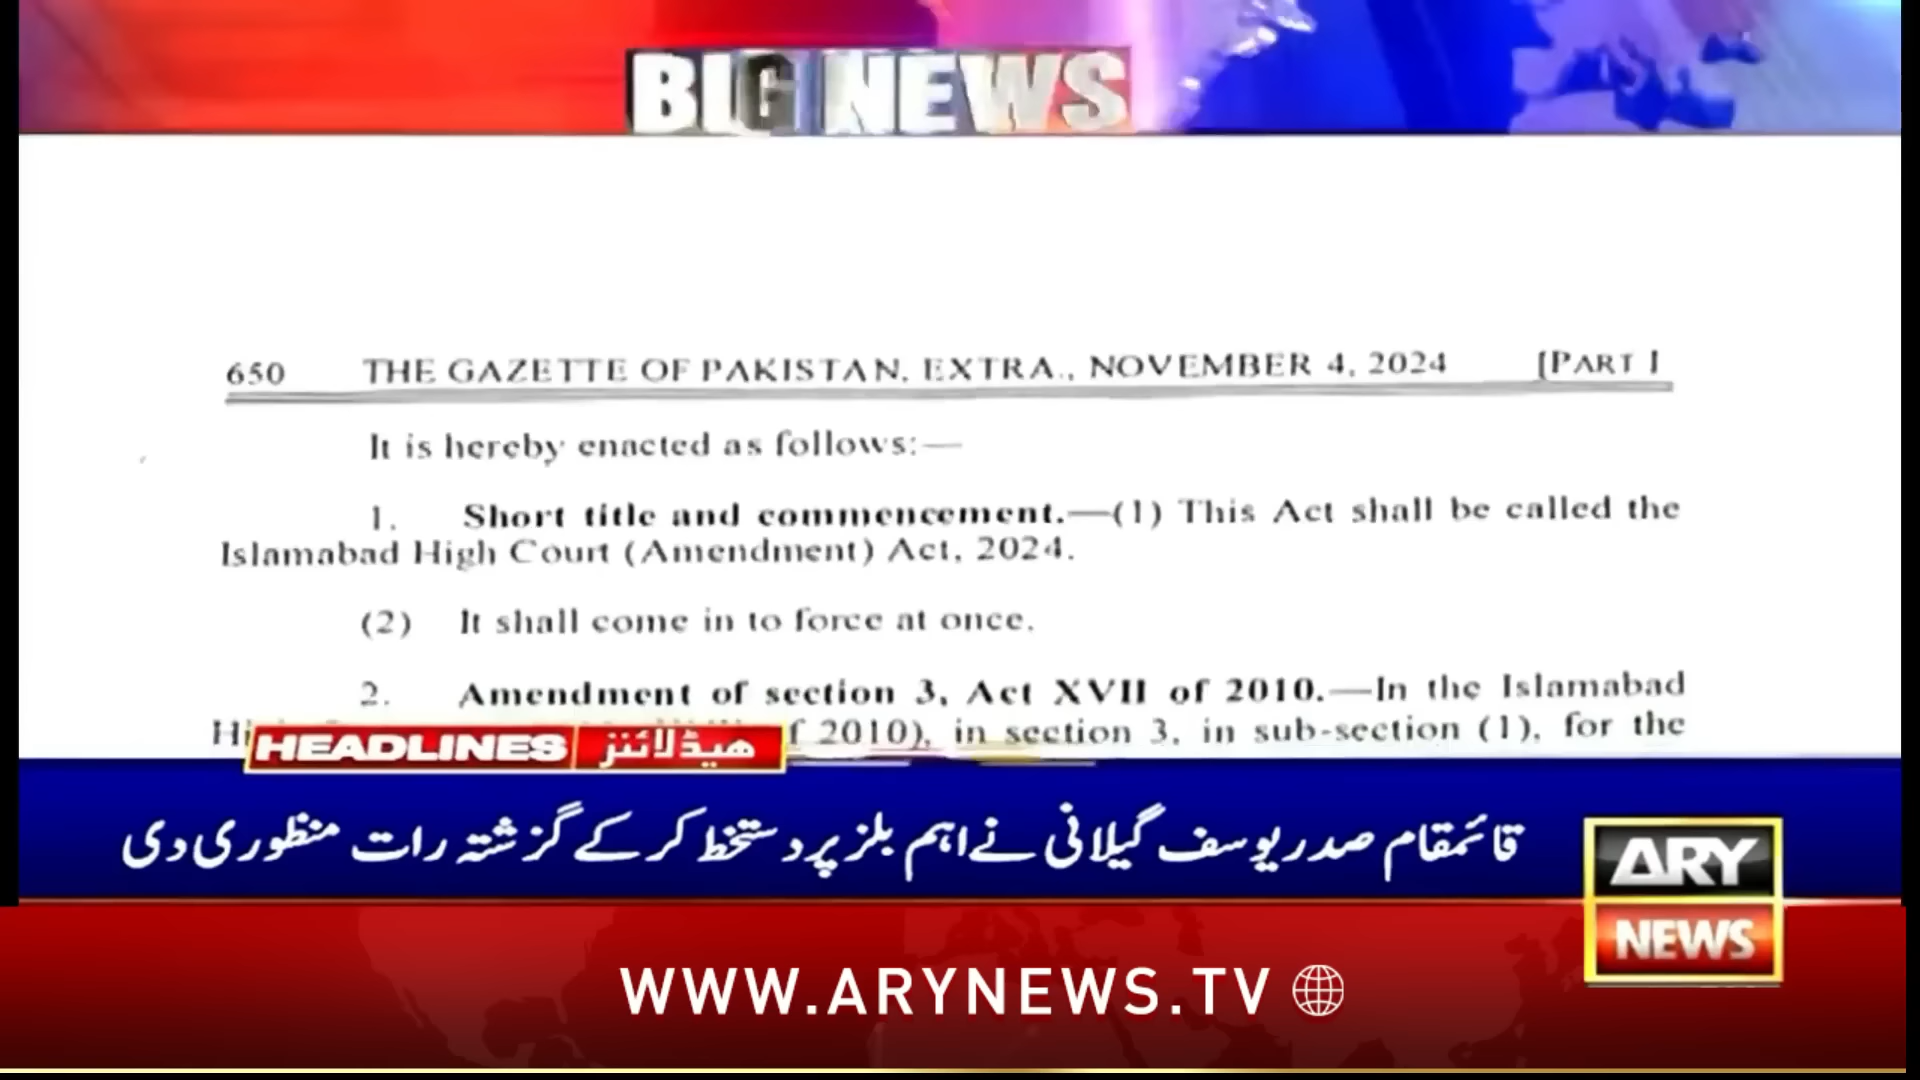 BIG NEWS
650 THE GAZETTE OF PAKISTAN, EXTRA., NOVEMBER 4, 2024 [PART I
It is hereby enacted as follows:—
1. Short title and commencement.—(1) This Act shall be called the
Islamabad High Court (Amendment) Act, 2024.
(2) It shall come in to force at once.
2. Amendment of section 3, Act XVII of 2010.—In the Islamabad
2010), in section 3, in sub-section (1), for the
HEADLINES ھیڈلائنز
قائمقام صدر یوسف گیلانی نے اہم بلز پر دستخط کر کے گزشتہ رات منظوری دی
ARY
NEWS
WWW.ARYNEWS.TV